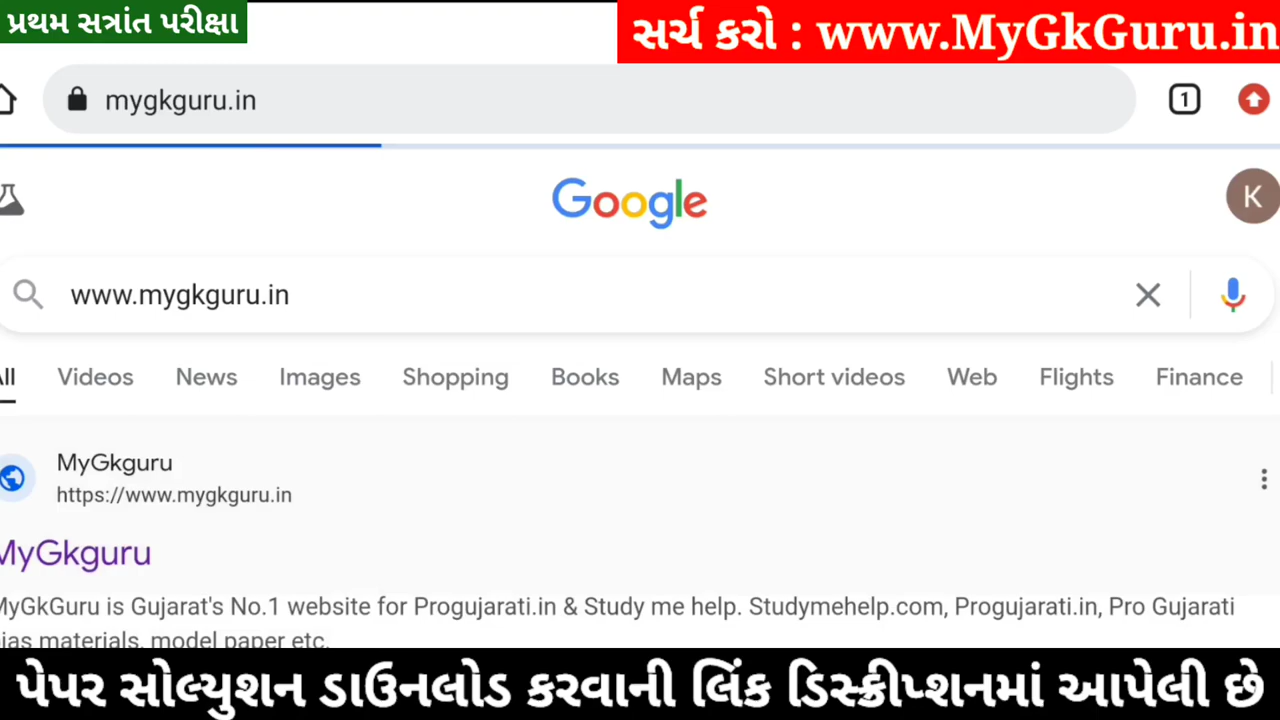 પ્રથમ સત્રાંત પરીક્ષા
સર્ચ કરો : www.MyGkGuru.in
mygkguru.in
1
Google
K
www.mygkguru.in
All Videos News Images Shopping Books Maps Short videos Web Flights Finance
MyGkguru
https://www.mygkguru.in
MyGkguru
MyGkGuru is Gujarat's No.1 website for Progujarati.in & Study me help. Studymehelp.com, Progujarati.in, Pro Gujarati
materials, model paper etc.
પેપર સોલ્યુશન ડાઉનલોડ કરવાની લિંક ડિસ્ક્રીપ્શનમાં આપેલી છે